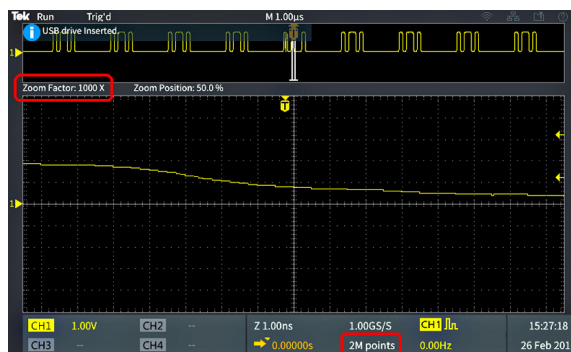 Tek Run Trig'd M 1.00µs
i USB drive Inserted
1
Zoom Factor: 1000 X Zoom Position: 50.0 %
T
1
CH1 1.00V CH2 -- Z 1.00ns 1.00GS/S CH1 15:27:18
CH3 -- CH4 -- 0.00000s 2M points 0.00Hz 26 Feb 201